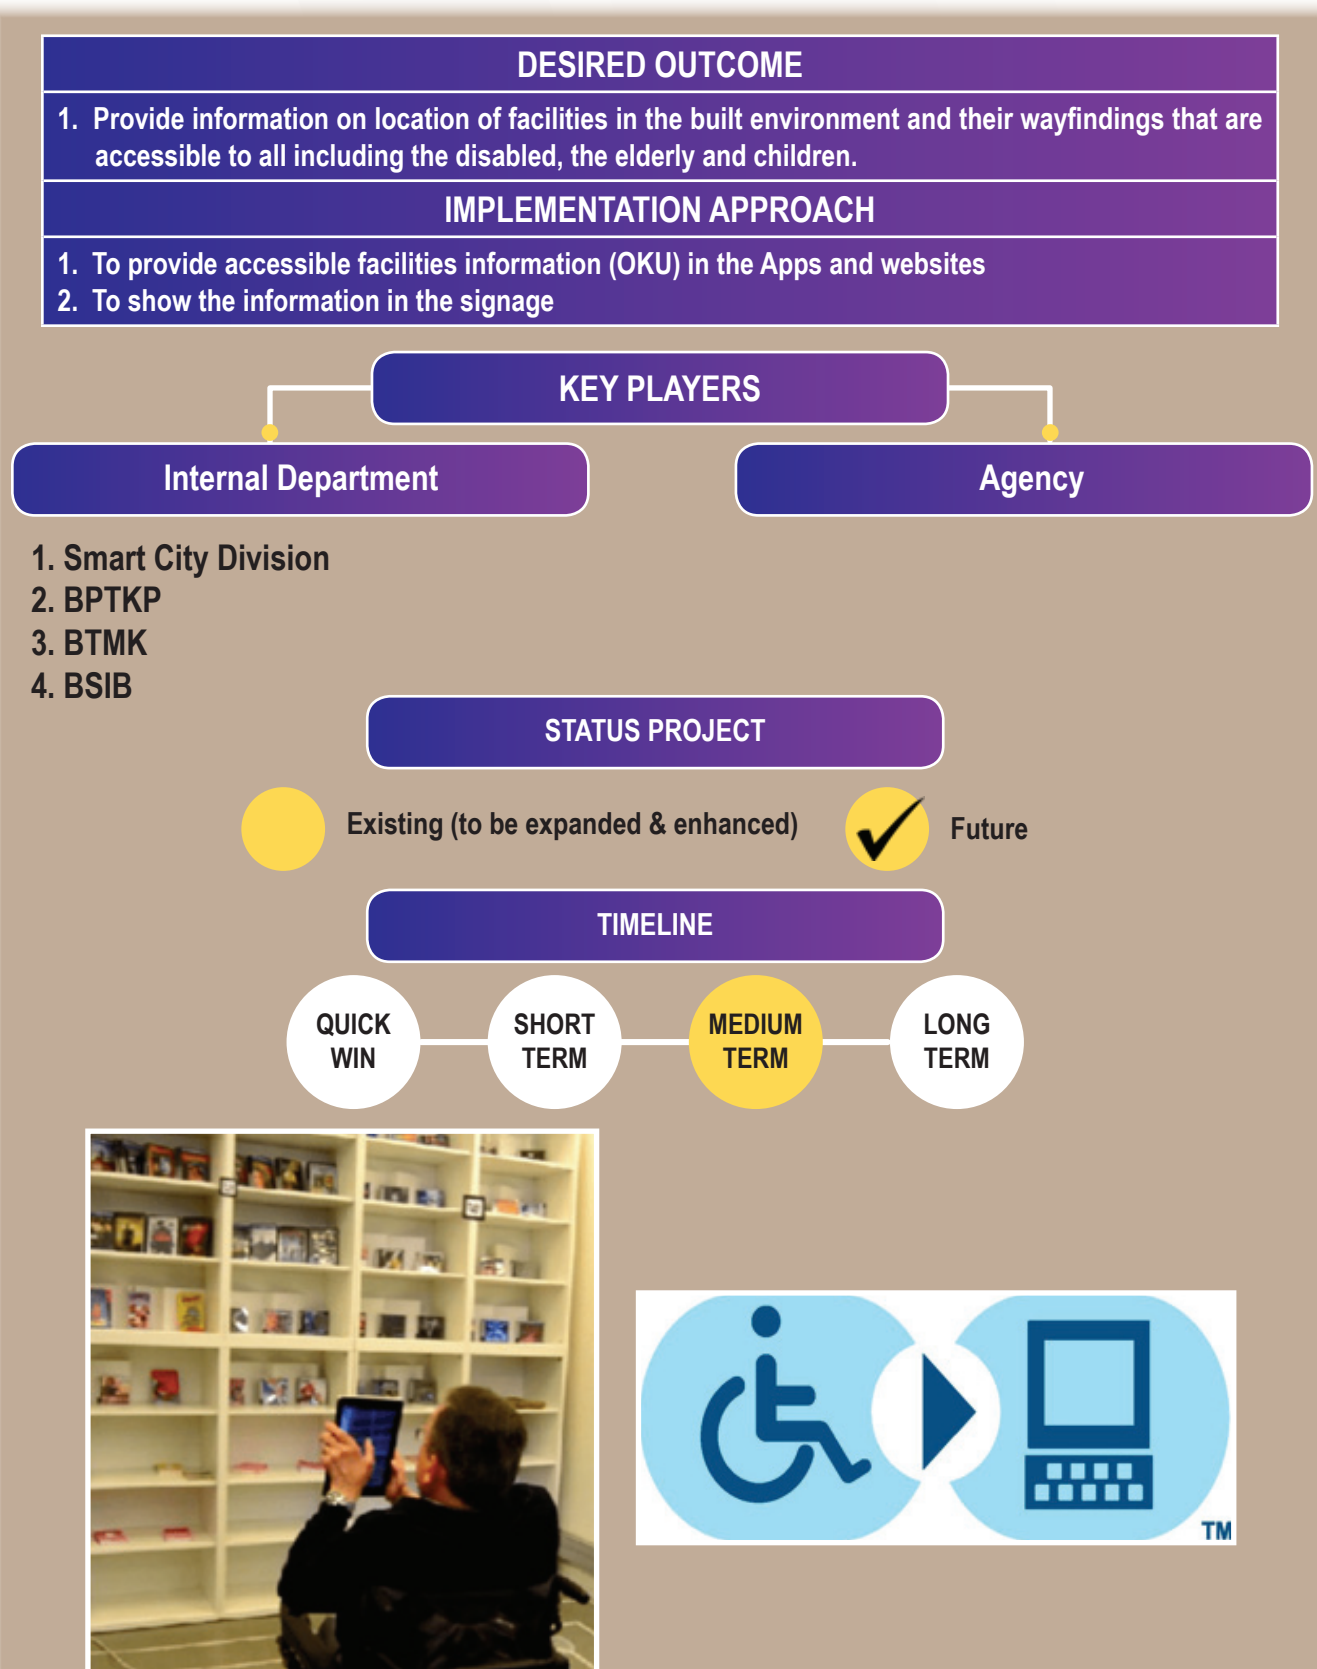 DESIRED OUTCOME
1. Provide information on location of facilities in the built environment and their wayfindings that are
accessible to all including the disabled, the elderly and children.
IMPLEMENTATION APPROACH
1. To provide accessible facilities information (OKU) in the Apps and websites
2. To show the information in the signage
KEY PLAYERS
Internal Department
Agency
1. Smart City Division
2. BPTKP
3. BTMK
4. BSIB
STATUS PROJECT
Existing (to be expanded & enhanced)
Future
TIMELINE
QUICK
WIN
SHORT
TERM
MEDIUM
TERM
LONG
TERM
TM